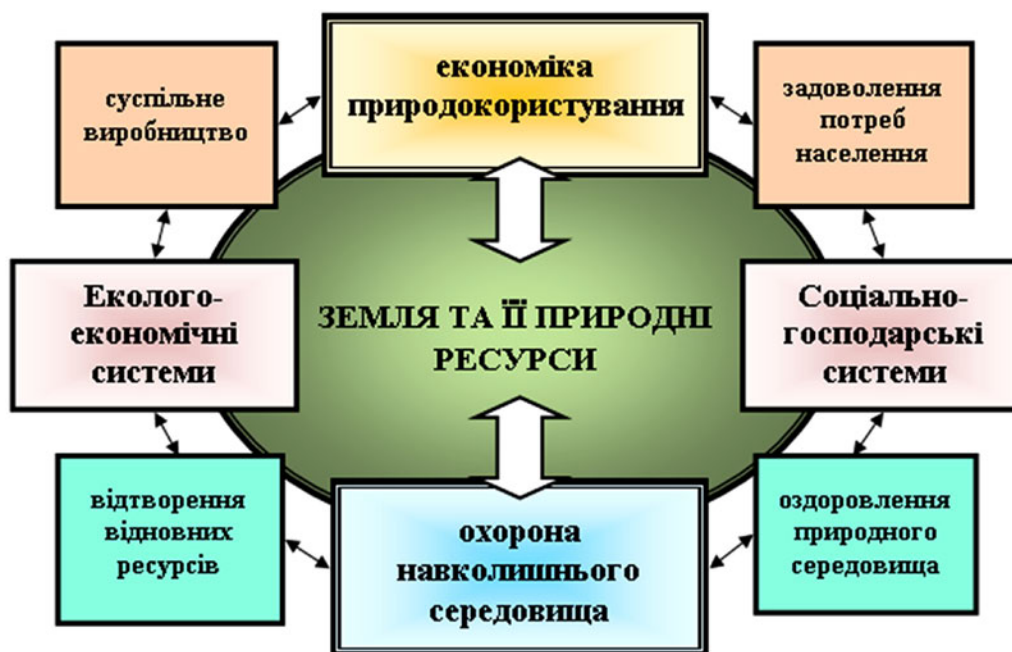 економіка
природокористування
суспільне
виробництво
задоволення
потреб
населення
Еколого-
економічні
системи
ЗЕМЛЯ ТА ЇЇ ПРИРОДНІ
РЕСУРСИ
Соціально-
господарські
системи
відтворення
відновних
ресурсів
охорона
навколишнього
середовища
оздоровлення
природного
середовища